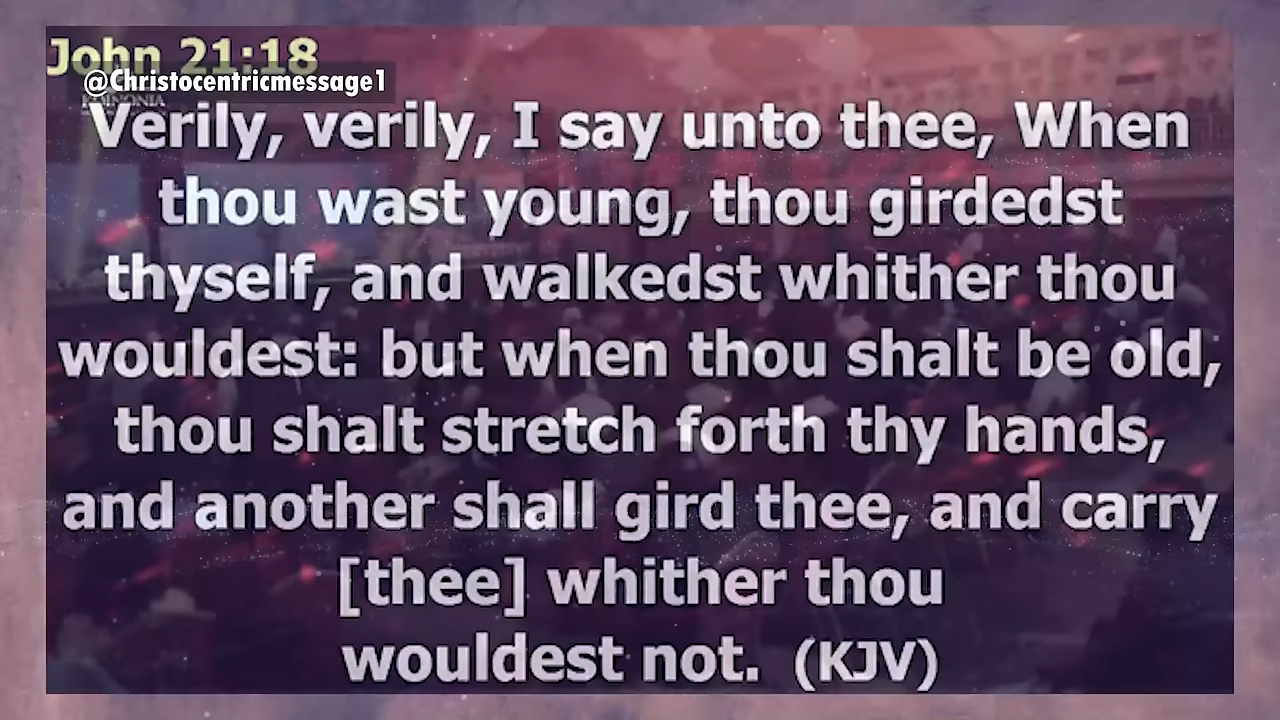 John 21:18
@Christocentricmessage1
KOINONIA
Verily, verily, I say unto thee, When
thou wast young, thou girdedst
thyself, and walkedst whither thou
wouldest: but when thou shalt be old,
thou shalt stretch forth thy hands,
and another shall gird thee, and carry
[thee] whither thou
wouldest not. (KJV)